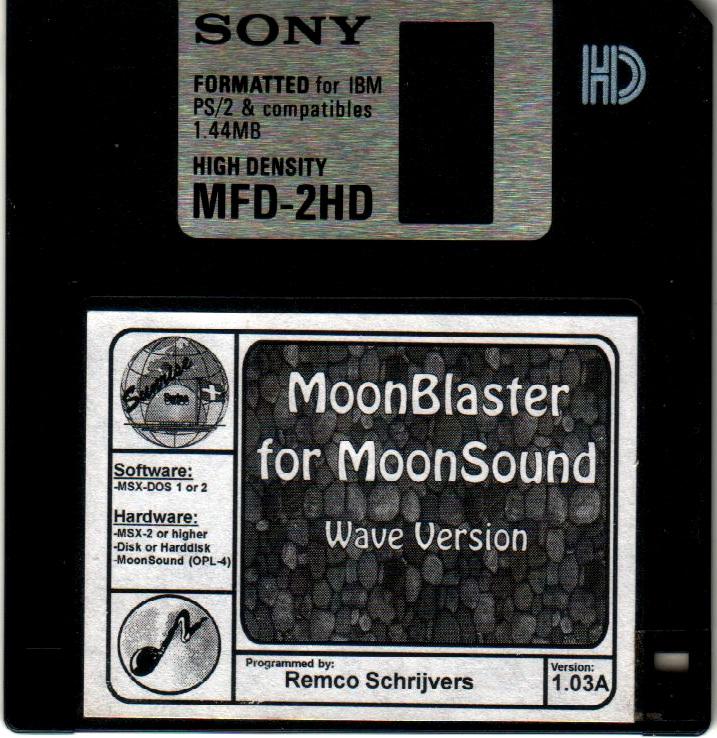 SONY
FORMATTED for IBM
PS/2 & compatibles
1.44MB
HIGH DENSITY
MFD-2HD
HD
Sunrise
Swiss
MoonBlaster
for MoonSound
Wave Version
Software:
-MSX-DOS 1 or 2
Hardware:
-MSX-2 or higher
-Disk or Harddisk
-MoonSound (OPL-4)
Programmed by:
Remco Schrijvers
Version:
1.03A